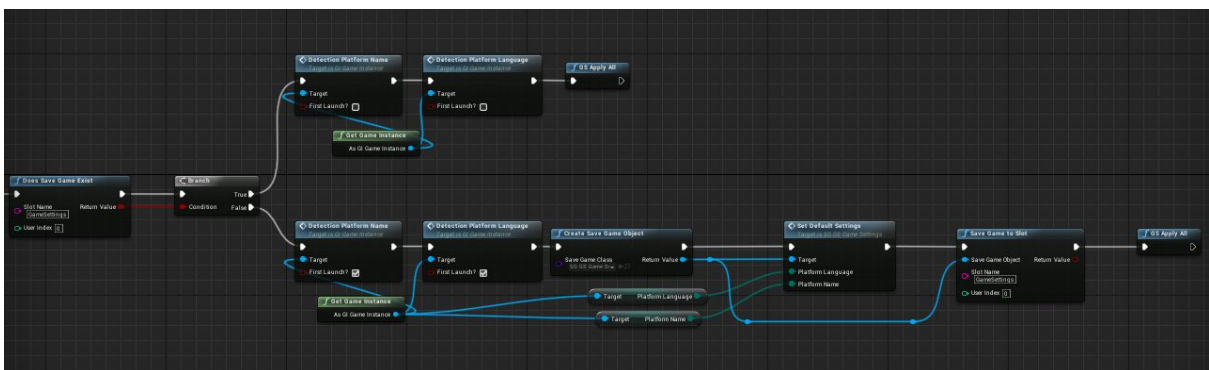 Detection Platform Name
Target is GI Game Instance
Target
First Launch?
Detection Platform Language
Target is GI Game Instance
Target
First Launch?
GS Apply All
Get Game Instance
As GI Game Instance
Does Save Game Exist
Slot Name
GameSettings
User Index 0
Return Value
Branch
Condition
True
False
Detection Platform Name
Target is GI Game Instance
Target
First Launch?
Detection Platform Language
Target is GI Game Instance
Target
First Launch?
Create Save Game Object
Save Game Class
Return Value
Set Default Settings
Target is SG GS Game Settings
Target
Platform Language
Platform Name
Save Game to Slot
Save Game Object
Return Value
Slot Name
GameSettings
User Index 0
GS Apply All
Get Game Instance
As GI Game Instance
Target Platform Language
Target Platform Name